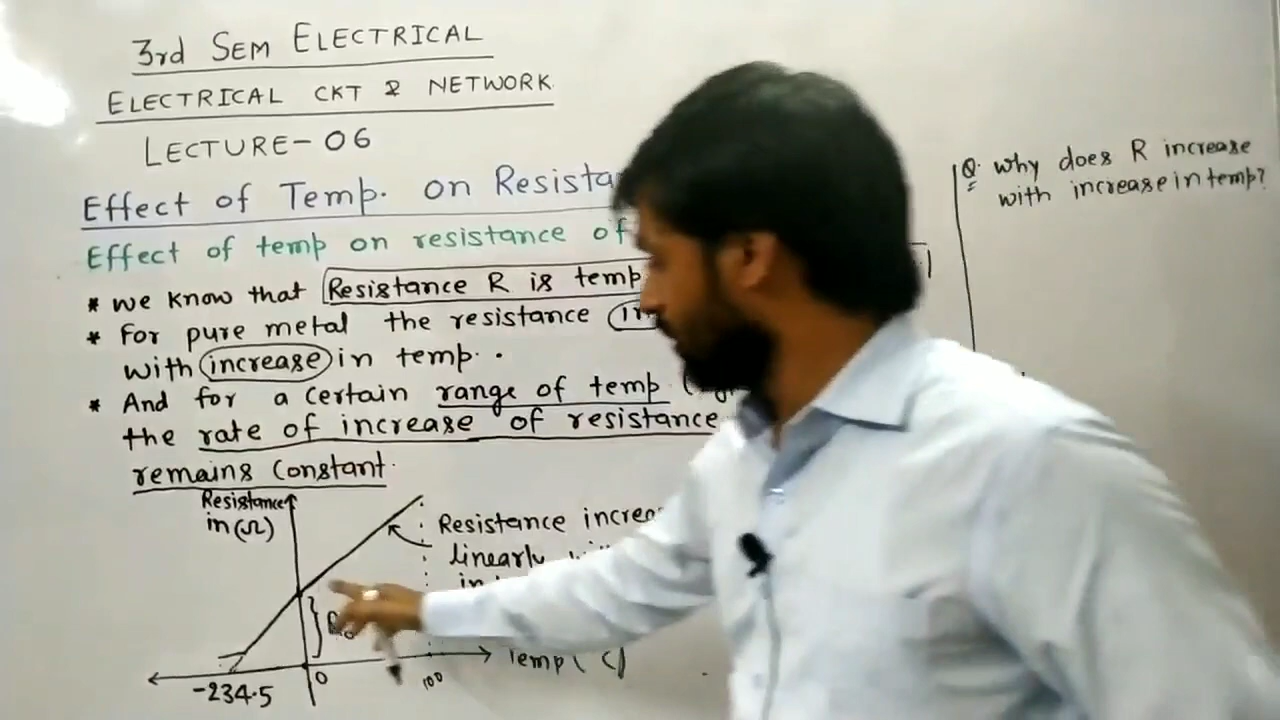 3rd SEM ELECTRICAL
ELECTRICAL CKT & NETWORK
LECTURE-06
Effect of Temp. on Resista
Effect of temp on resistance of
* we know that Resistance R is temp
* For pure metal the resistance in
with increase in temp.
* And for a certain range of temp
the rate of increase of resistance
remains constant.
Resistance
in (Ω)
Resistance increa
linearly
in
R₀
Temp (°C)
-234.5
0
100
Q. why does R increase
with increase in temp?